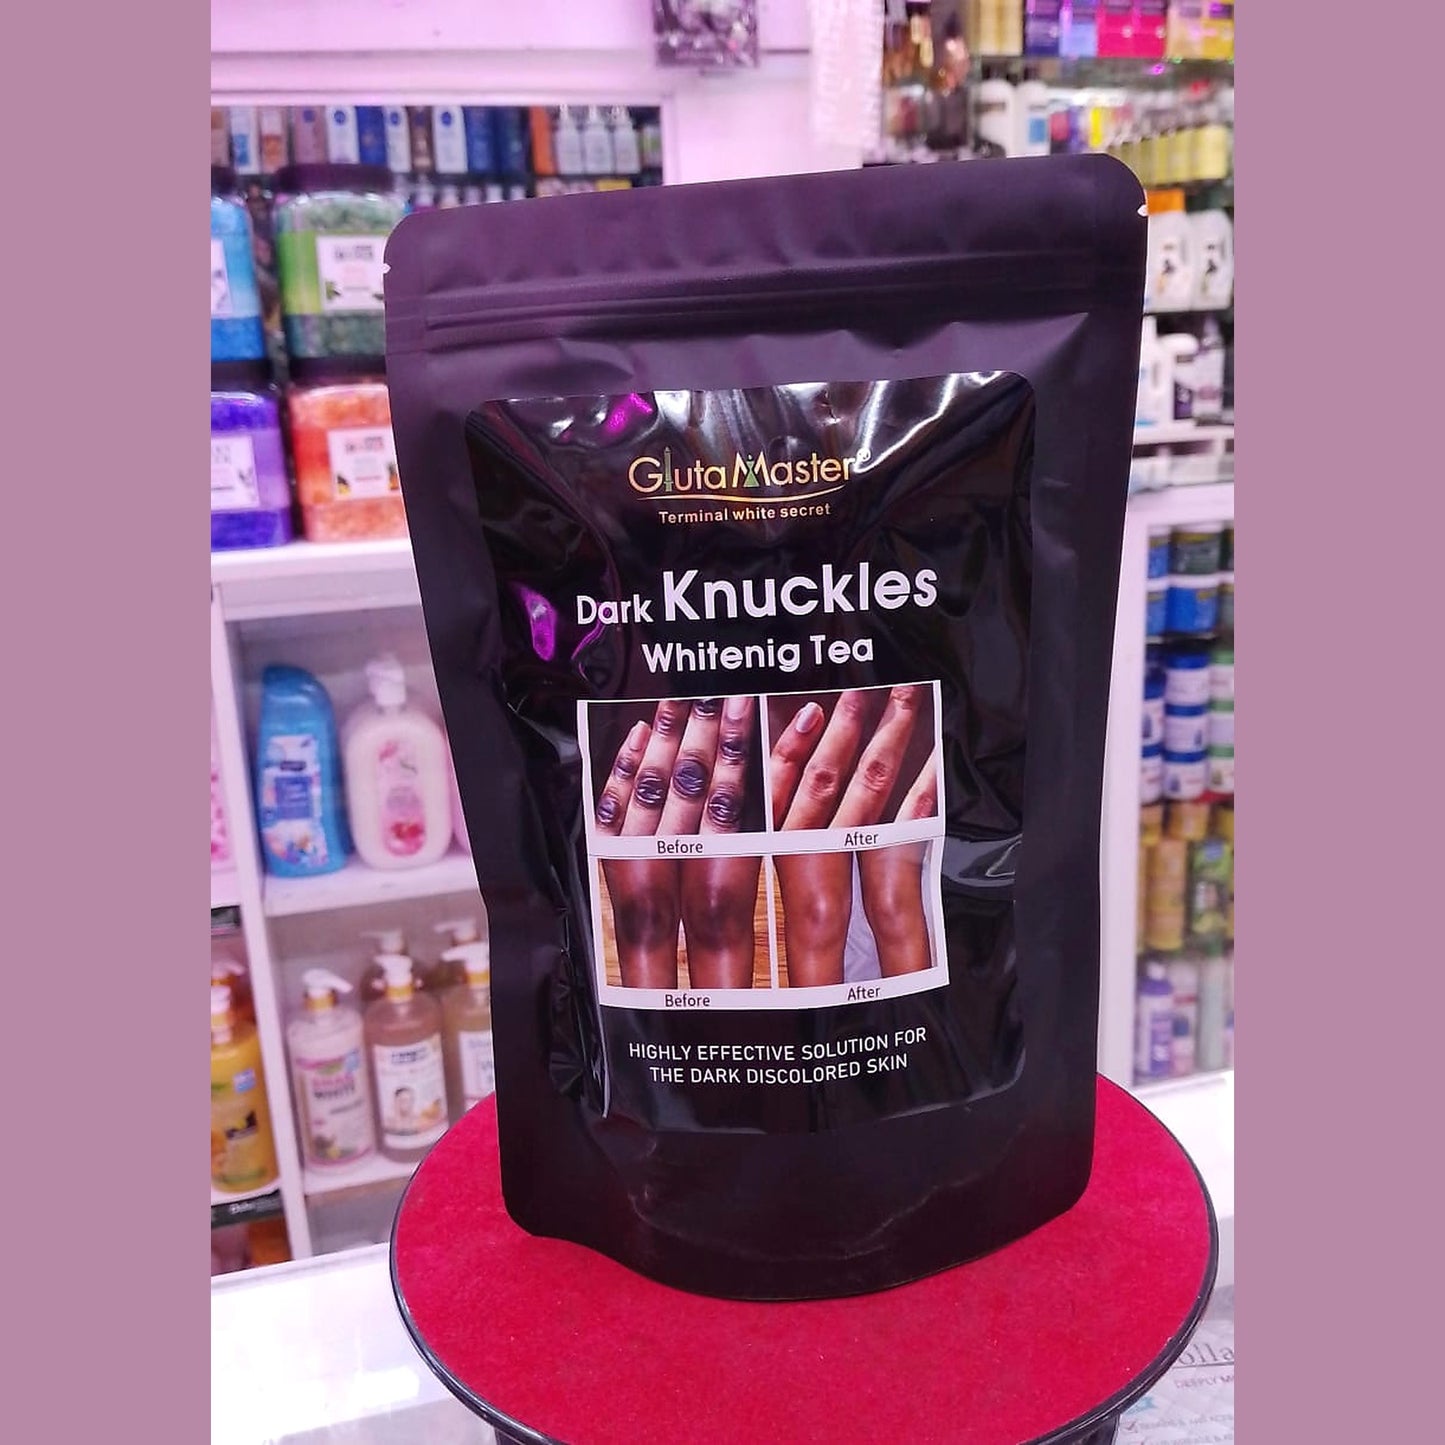 GlutaMaster®
Terminal white secret
Dark Knuckles
Whitenig Tea
Before
After
Before
After
HIGHLY EFFECTIVE SOLUTION FOR
THE DARK DISCOLORED SKIN